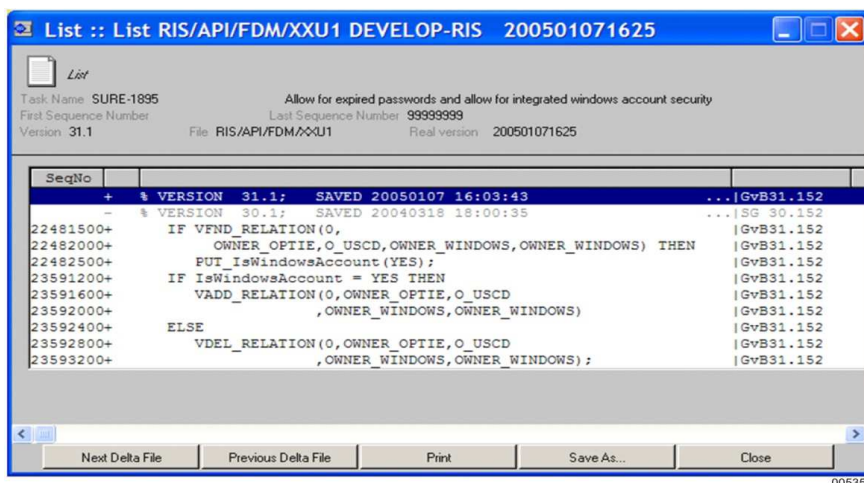 List :: List RIS/API/FDM/XXU1 DEVELOP-RIS 200501071625
List
Task Name SURE-1895 Allow for expired passwords and allow for integrated windows account security
First Sequence Number Last Sequence Number 99999999
Version 31.1 File RIS/API/FDM/XXU1 Real version 200501071625
SeqNo
+ % VERSION 31.1; SAVED 20050107 16:03:43 ...|GvB31.152
- % VERSION 30.1; SAVED 20040318 18:00:35 ...|SG 30.152
22481500+ IF VFND_RELATION(0, |GvB31.152
22482000+ OWNER_OPTIE,O_USCD,OWNER_WINDOWS,OWNER_WINDOWS) THEN |GvB31.152
22482500+ PUT_IsWindowsAccount(YES); |GvB31.152
23591200+ IF IsWindowsAccount = YES THEN |GvB31.152
23591600+ VADD_RELATION(0,OWNER_OPTIE,O_USCD |GvB31.152
23592000+ ,OWNER_WINDOWS,OWNER_WINDOWS) |GvB31.152
23592400+ ELSE |GvB31.152
23592800+ VDEL_RELATION(0,OWNER_OPTIE,O_USCD |GvB31.152
23593200+ ,OWNER_WINDOWS,OWNER_WINDOWS); |GvB31.152
Next Delta File Previous Delta File Print Save As... Close